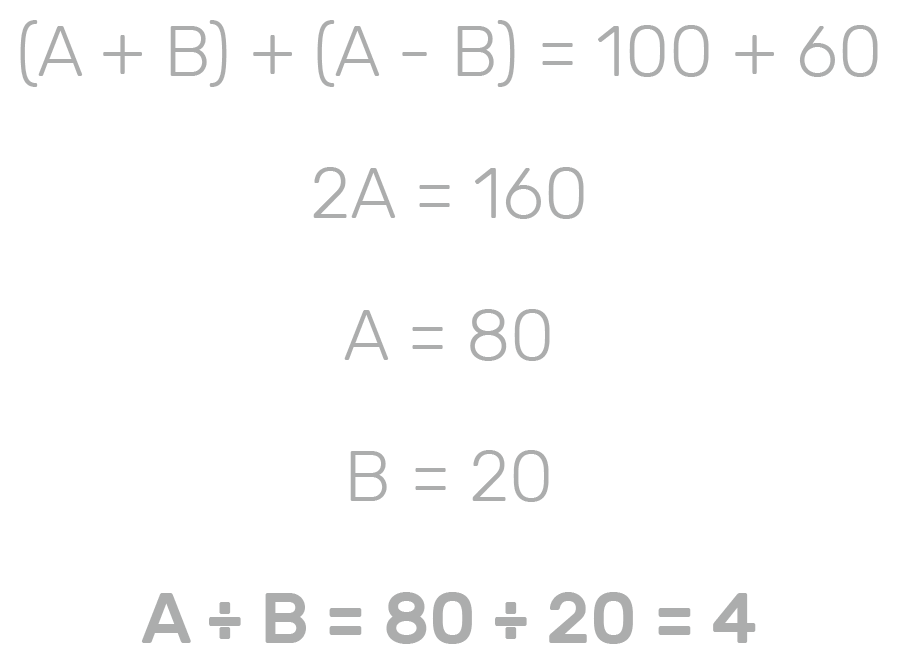 (A + B) + (A - B) = 100 + 60
2A = 160
A = 80
B = 20
A ÷ B = 80 ÷ 20 = 4